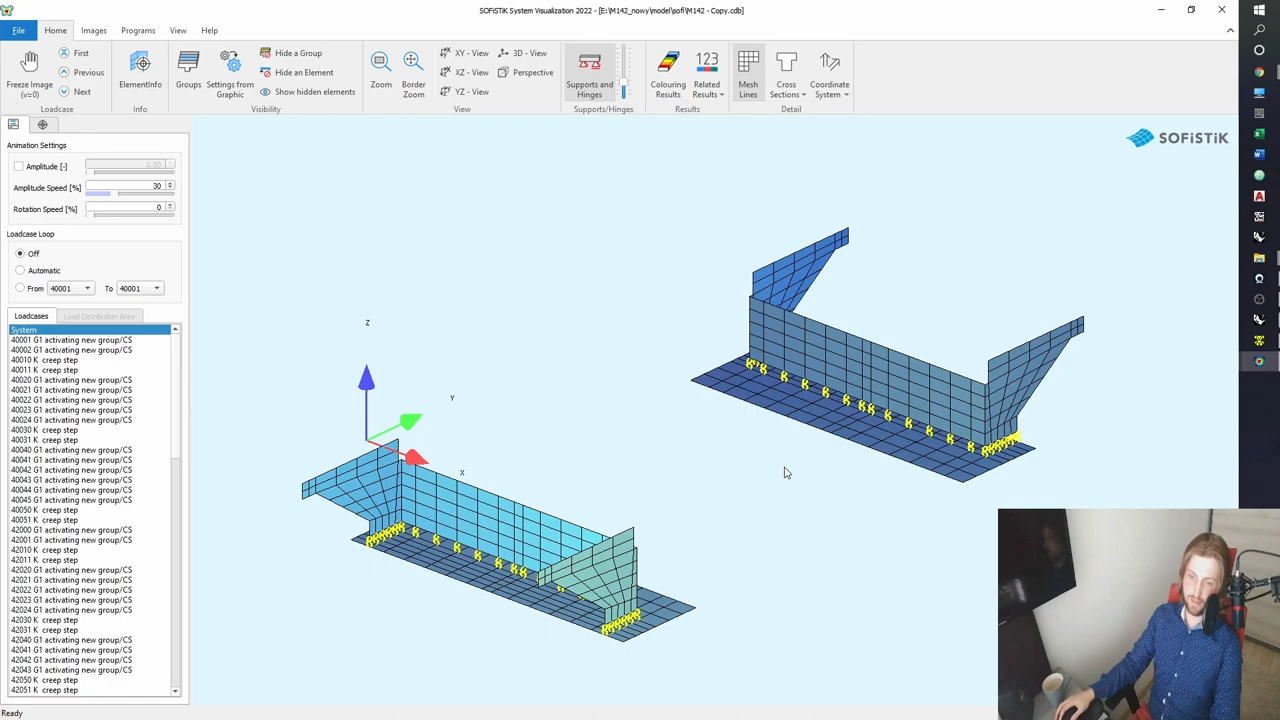 SOFiSTiK System Visualization 2022 - [E:\M142_nowy\model\sofi\M142 - Copy.cdb]
File
Home
Images
Programs
View
Help
Freeze Image
(v=0)
First
Previous
Next
Loadcase
ElementInfo
Info
Groups
Settings from
Graphic
Hide a Group
Hide an Element
Show hidden elements
Visibility
Zoom
Border
Zoom
XY - View
XZ - View
YZ - View
3D - View
Perspective
View
Supports and
Hinges
Supports/Hinges
Colouring
Results
123
Related
Results
Results
Mesh
Lines
Cross
Sections
Coordinate
System
Detail
Animation Settings
Amplitude [-]
0.00
Amplitude Speed [%]
30
Rotation Speed [%]
0
Loadcase Loop
Off
Automatic
From 40001 To 40001
Loadcases
Load Distribution Area
System
40001 G1 activating new group/CS
40002 G1 activating new group/CS
40010 K creep step
40011 K creep step
40020 G1 activating new group/CS
40021 G1 activating new group/CS
40022 G1 activating new group/CS
40023 G1 activating new group/CS
40024 G1 activating new group/CS
40030 K creep step
40031 K creep step
40040 G1 activating new group/CS
40041 G1 activating new group/CS
40042 G1 activating new group/CS
40043 G1 activating new group/CS
40044 G1 activating new group/CS
40045 G1 activating new group/CS
40050 K creep step
40051 K creep step
42000 G1 activating new group/CS
42001 G1 activating new group/CS
42010 K creep step
42011 K creep step
42020 G1 activating new group/CS
42021 G1 activating new group/CS
42022 G1 activating new group/CS
42023 G1 activating new group/CS
42024 G1 activating new group/CS
42030 K creep step
42031 K creep step
42040 G1 activating new group/CS
42041 G1 activating new group/CS
42042 G1 activating new group/CS
42043 G1 activating new group/CS
42050 K creep step
42051 K creep step
Ready
SOFiSTiK
Z
Y
X